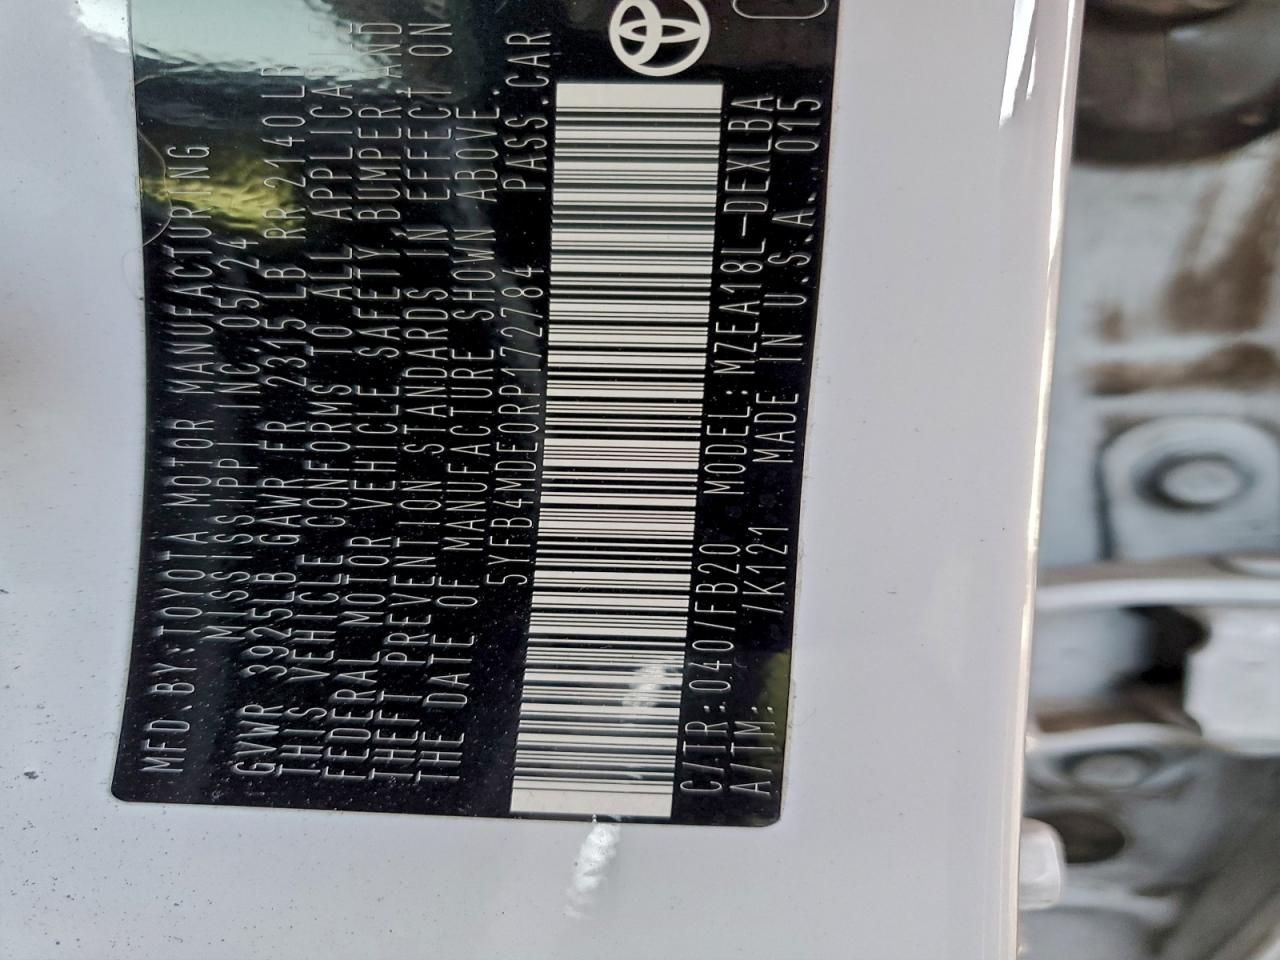 MFD.BY:TOYOTA MOTOR MANUFACTURING
MISSISSIPPI INC. 05/24
GVWR 3925LB GAWR FR 2315 LB RR 2140LB
THIS VEHICLE CONFORMS TO ALL APPLICABLE
FEDERAL MOTOR VEHICLE SAFETY, BUMPER AND
THEFT PREVENTION STANDARDS IN EFFECT ON
THE DATE OF MANUFACTURE SHOWN ABOVE.
5YFB4MDE0RP172784 PASS.CAR
C/TR:040/FB20 MODEL:MZEA18L-DEXLBA
A/TM: /K121 MADE IN U.S.A. 015